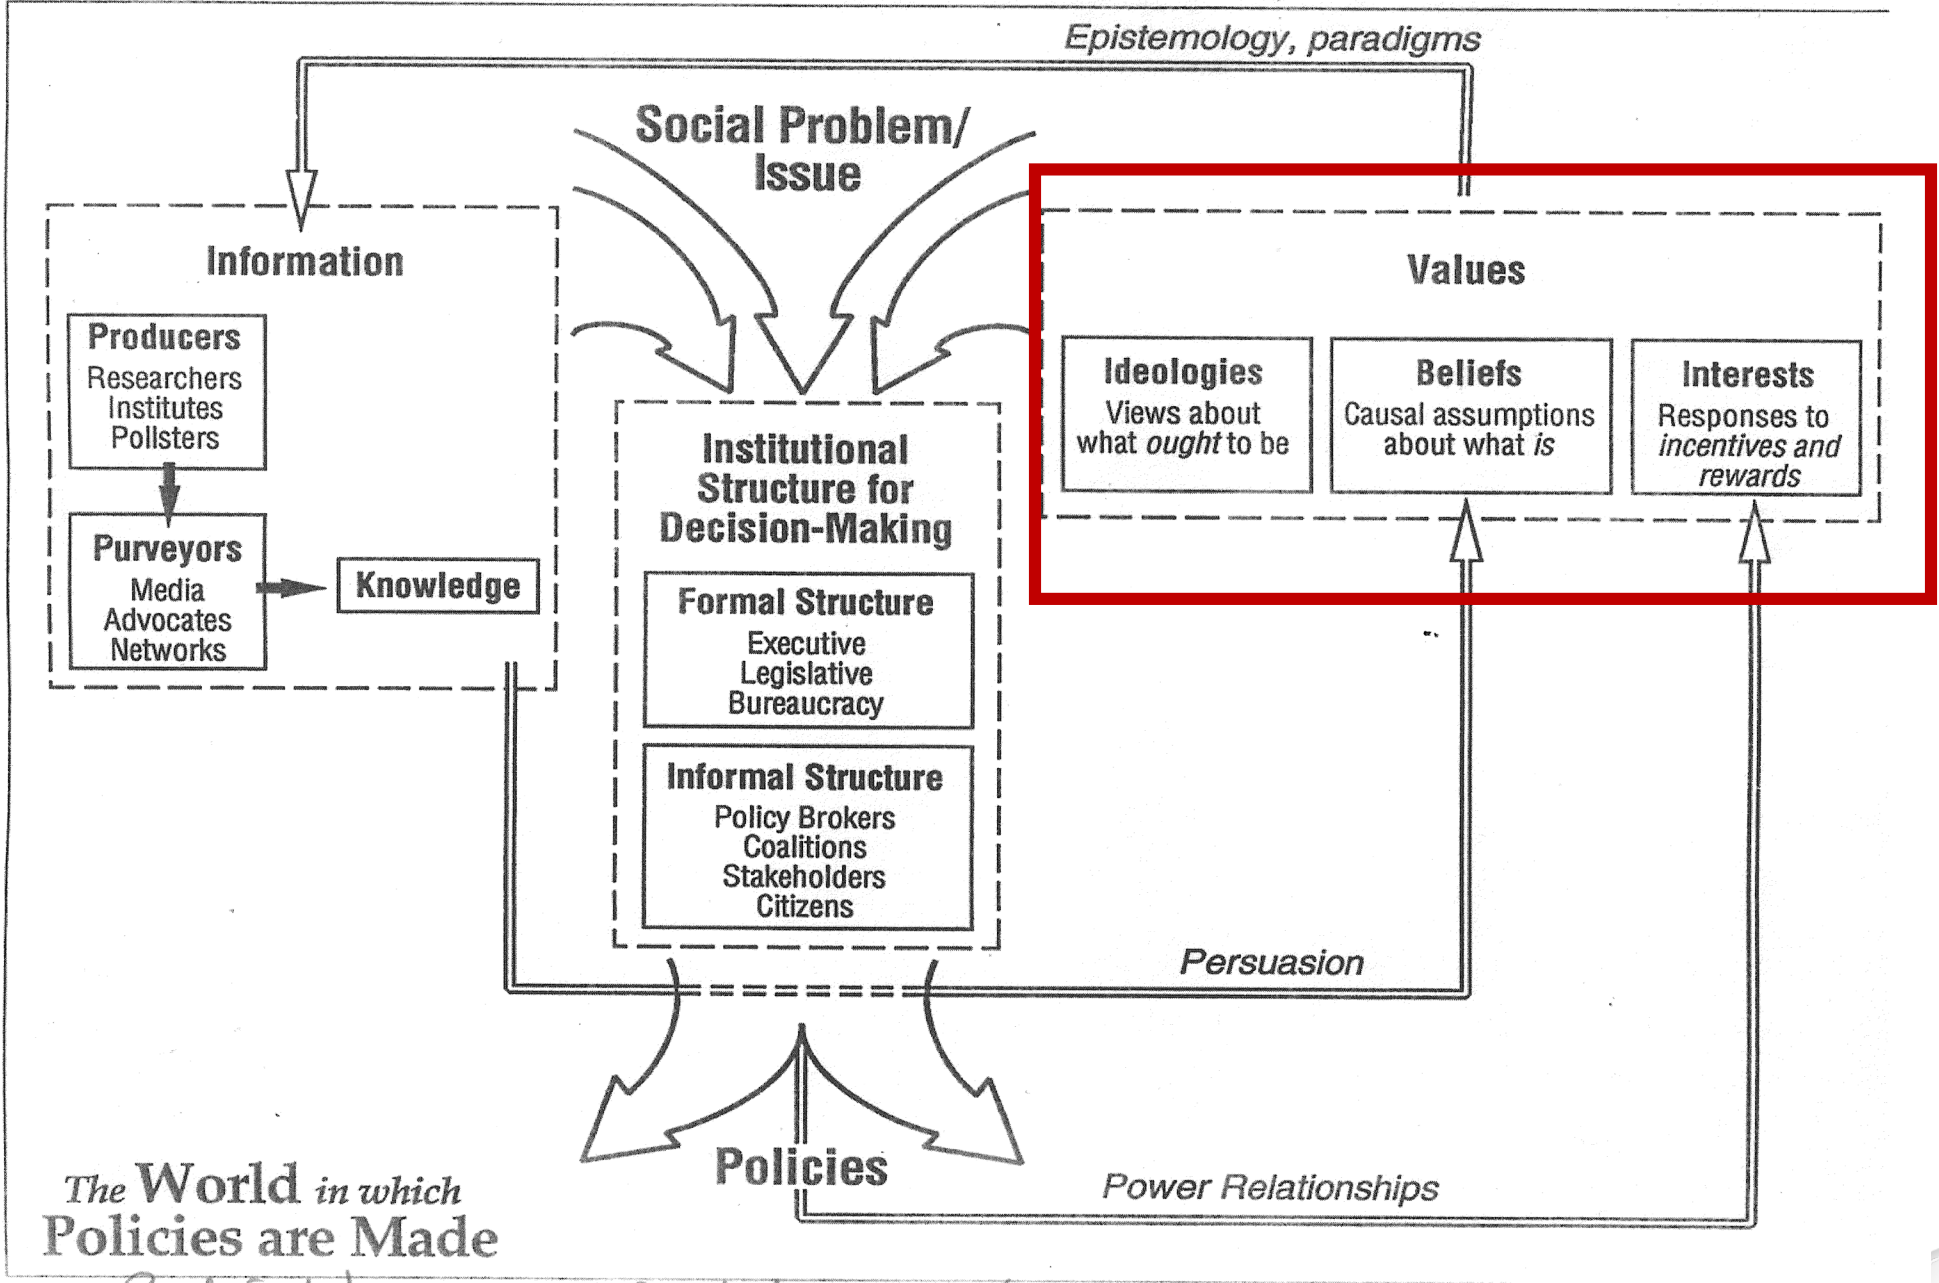 Epistemology, paradigms
Social Problem/
Issue
Information
Producers
Researchers
Institutes
Pollsters
Purveyors
Media
Advocates
Networks
Knowledge
Institutional
Structure for
Decision-Making
Formal Structure
Executive
Legislative
Bureaucracy
Informal Structure
Policy Brokers
Coalitions
Stakeholders
Citizens
Values
Ideologies
Views about
what ought to be
Beliefs
Causal assumptions
about what is
Interests
Responses to
incentives and
rewards
Persuasion
Policies
Power Relationships
The World in which
Policies are Made